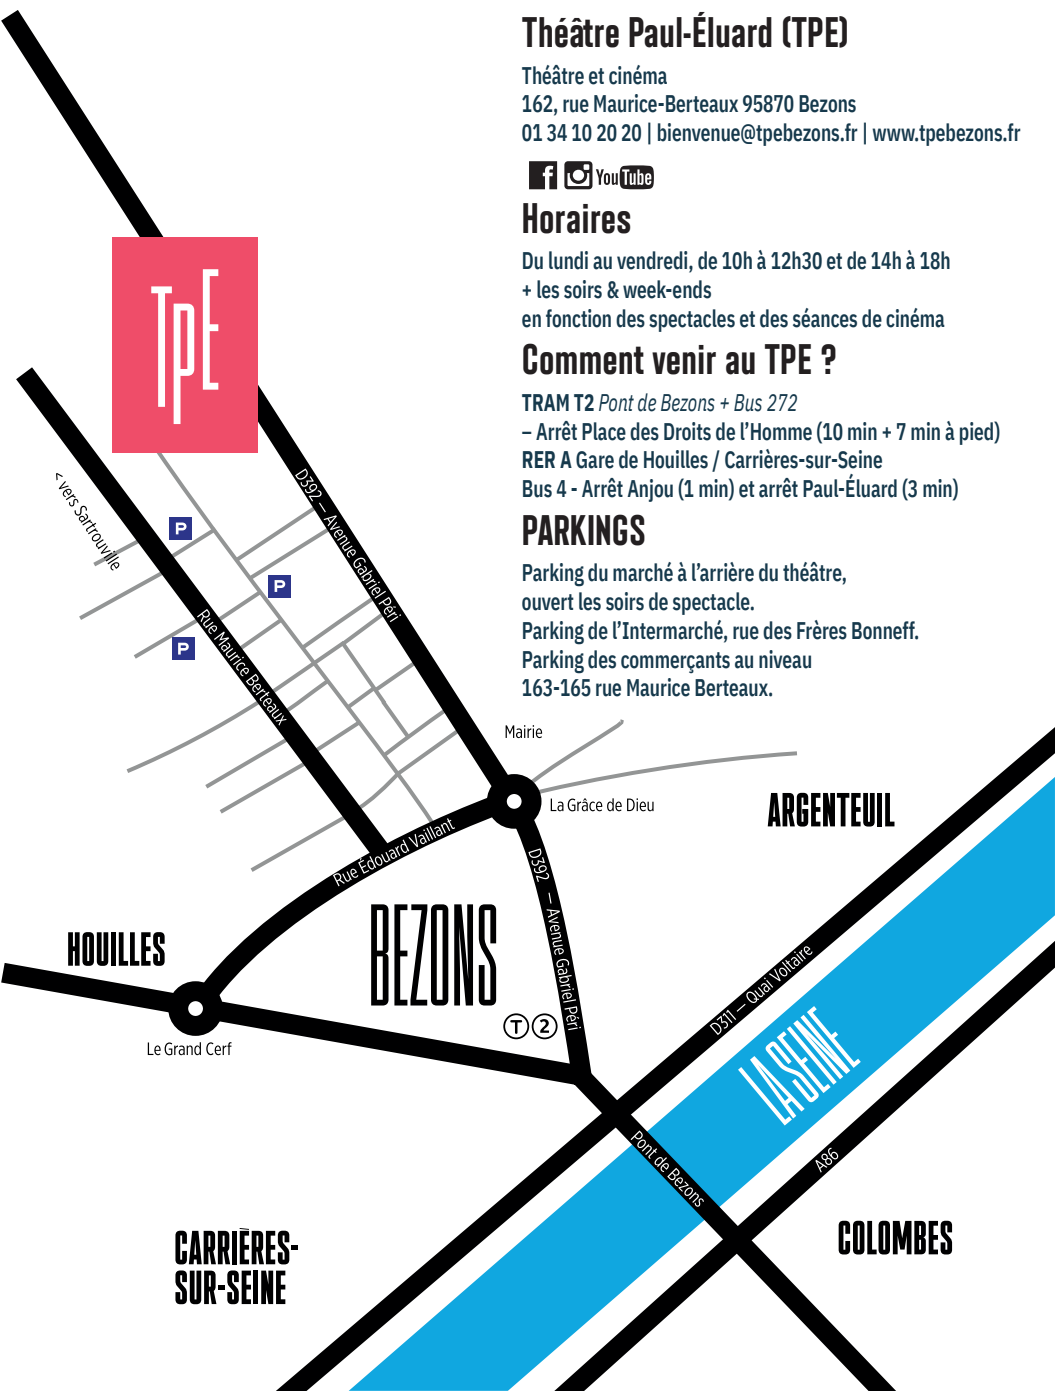 Théâtre Paul-Éluard (TPE)
Théâtre et cinéma
162, rue Maurice-Berteaux 95870 Bezons
01 34 10 20 20 | bienvenue@tpebezons.fr | www.tpebezons.fr
f YouTube
Horaires
Du lundi au vendredi, de 10h à 12h30 et de 14h à 18h
+ les soirs & week-ends
en fonction des spectacles et des séances de cinéma
Comment venir au TPE ?
TRAM T2 Pont de Bezons + Bus 272
– Arrêt Place des Droits de l'Homme (10 min + 7 min à pied)
RER A Gare de Houilles / Carrières-sur-Seine
Bus 4 - Arrêt Anjou (1 min) et arrêt Paul-Éluard (3 min)
PARKINGS
Parking du marché à l'arrière du théâtre,
ouvert les soirs de spectacle.
Parking de l'Intermarché, rue des Frères Bonneff.
Parking des commerçants au niveau
163-165 rue Maurice Berteaux.
TPE
< vers Sartrouville
D392 — Avenue Gabriel Péri
P
P
P
Rue Maurice Berteaux
Mairie
La Grâce de Dieu
ARGENTEUIL
Rue Édouard Vaillant
D392 — Avenue Gabriel Péri
BEZONS
HOUILLES
T 2
Le Grand Cerf
D311 — Quai Voltaire
LA SEINE
Pont de Bezons
A86
CARRIÈRES-
SUR-SEINE
COLOMBES